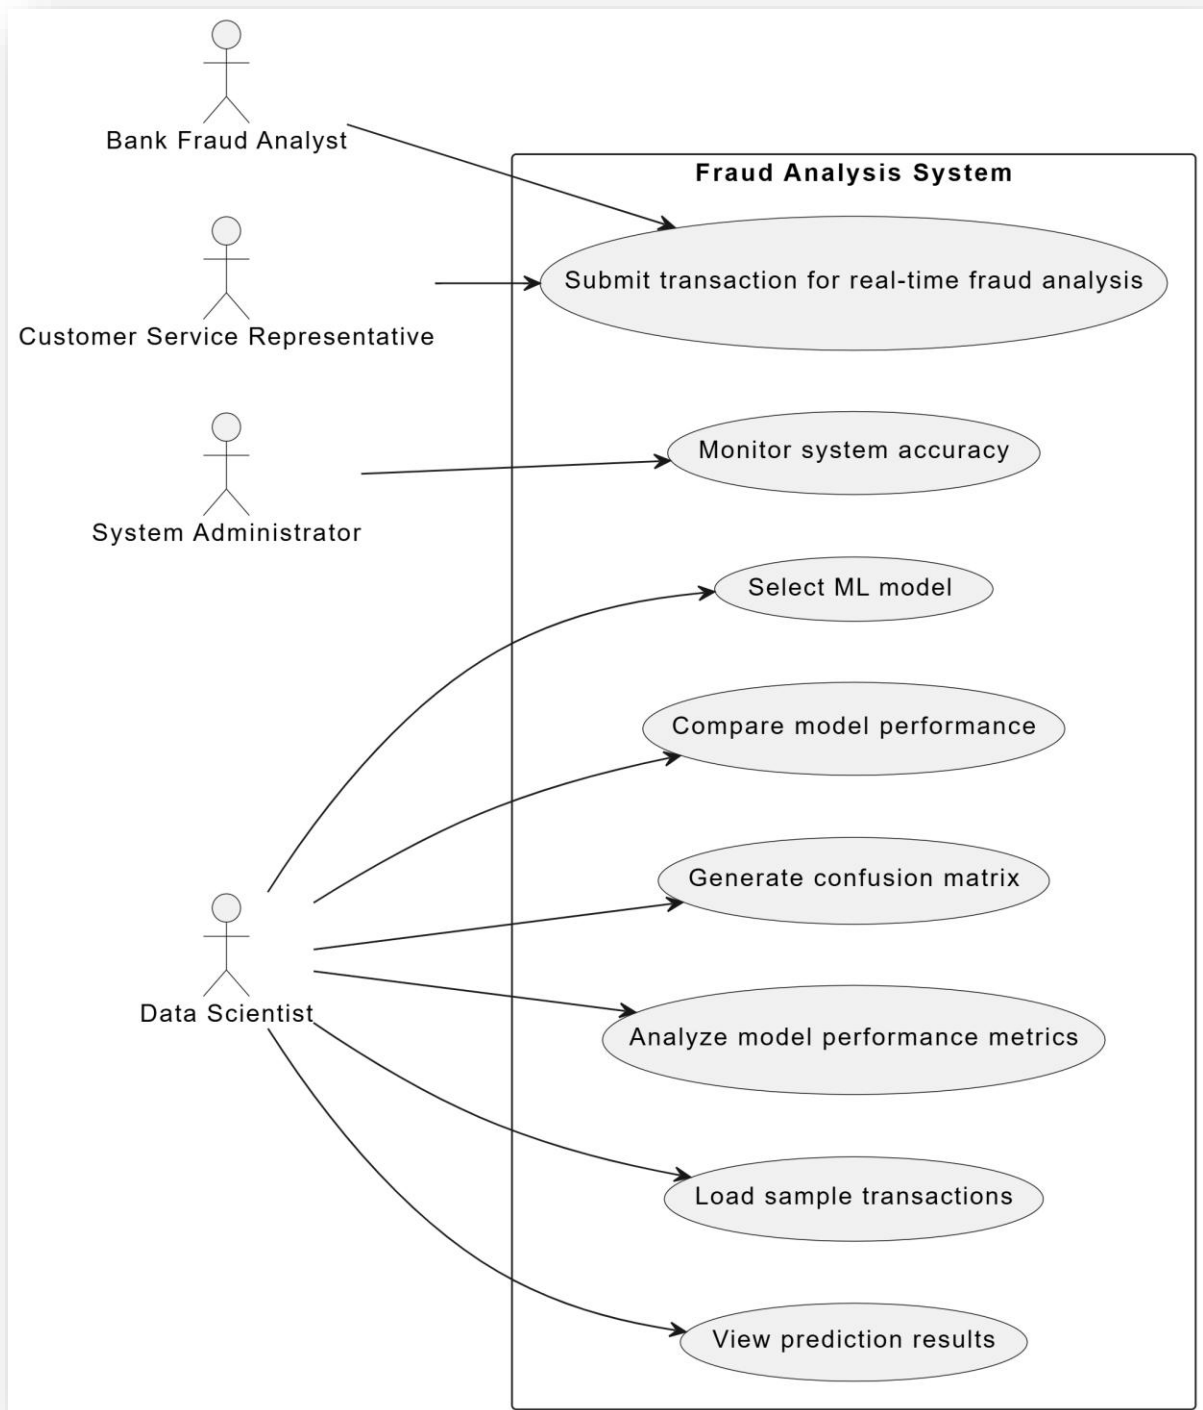 Bank Fraud Analyst
Fraud Analysis System
Submit transaction for real-time fraud analysis
Customer Service Representative
Monitor system accuracy
System Administrator
Select ML model
Compare model performance
Generate confusion matrix
Data Scientist
Analyze model performance metrics
Load sample transactions
View prediction results